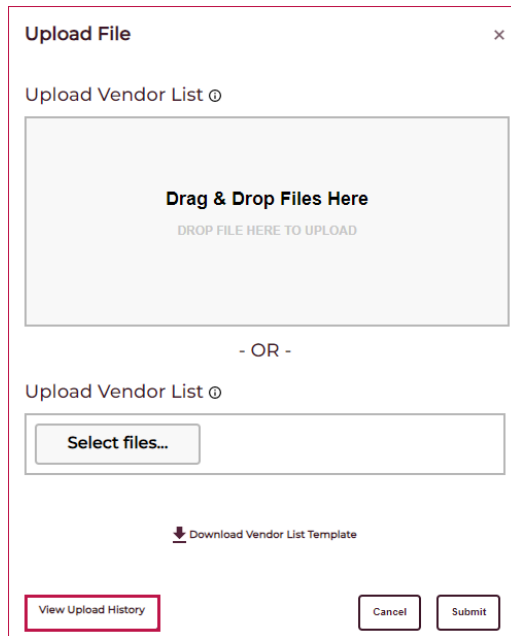 Upload File
Upload Vendor List
Drag & Drop Files Here
DROP FILE HERE TO UPLOAD
- OR -
Upload Vendor List
Select files...
Download Vendor List Template
View Upload History
Cancel
Submit